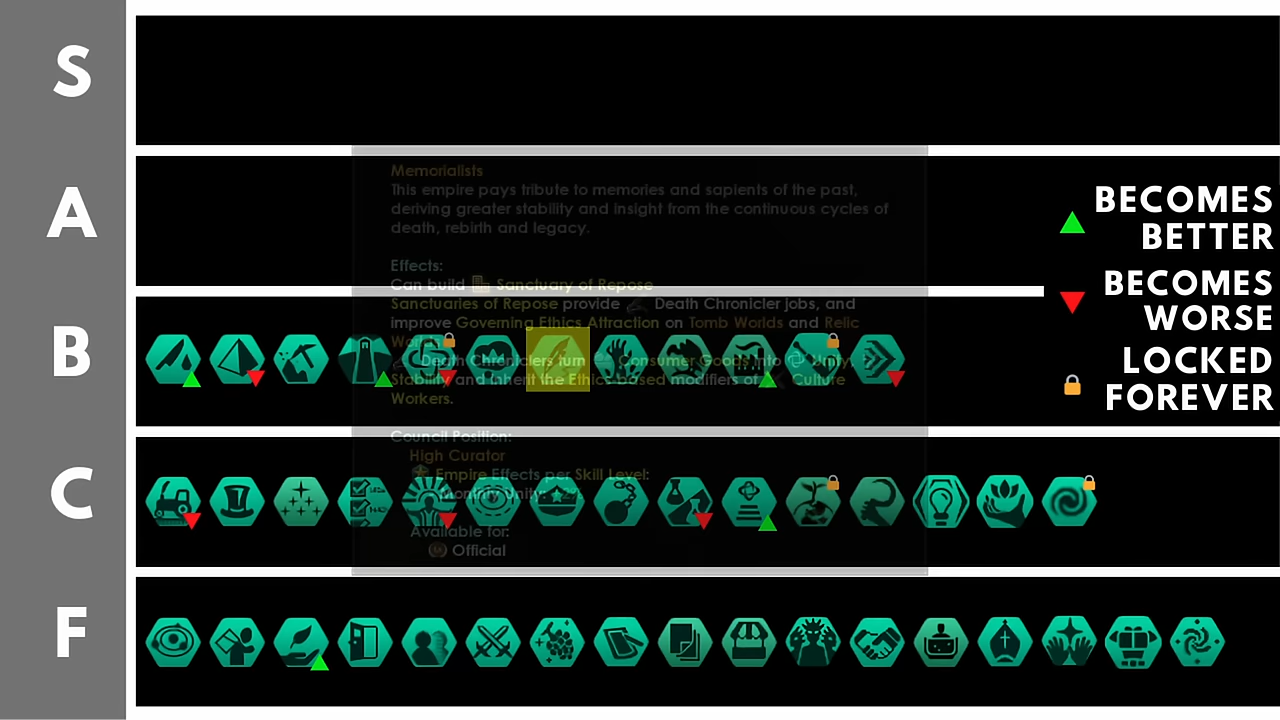 S
A
B
C
F
BECOMES
BETTER
BECOMES
WORSE
LOCKED
FOREVER
Memorialists
This empire pays tribute to memories and sapients of the past,
deriving greater stability and insight from the continuous cycles of
death, rebirth and legacy.
Effects:
Can build Sanctuary of Repose
Sanctuaries of Repose provide Death Chronicler jobs, and
improve Governing Ethics Attraction on Tomb Worlds and Relic
Worlds.
Death Chroniclers turn Consumer Goods into Unity,
Stability and inherit the Ethics-based modifiers of Culture
Workers.
Council Position:
High Curator
Empire Effects per Skill Level:
Monthly Unity:
Available for:
Official